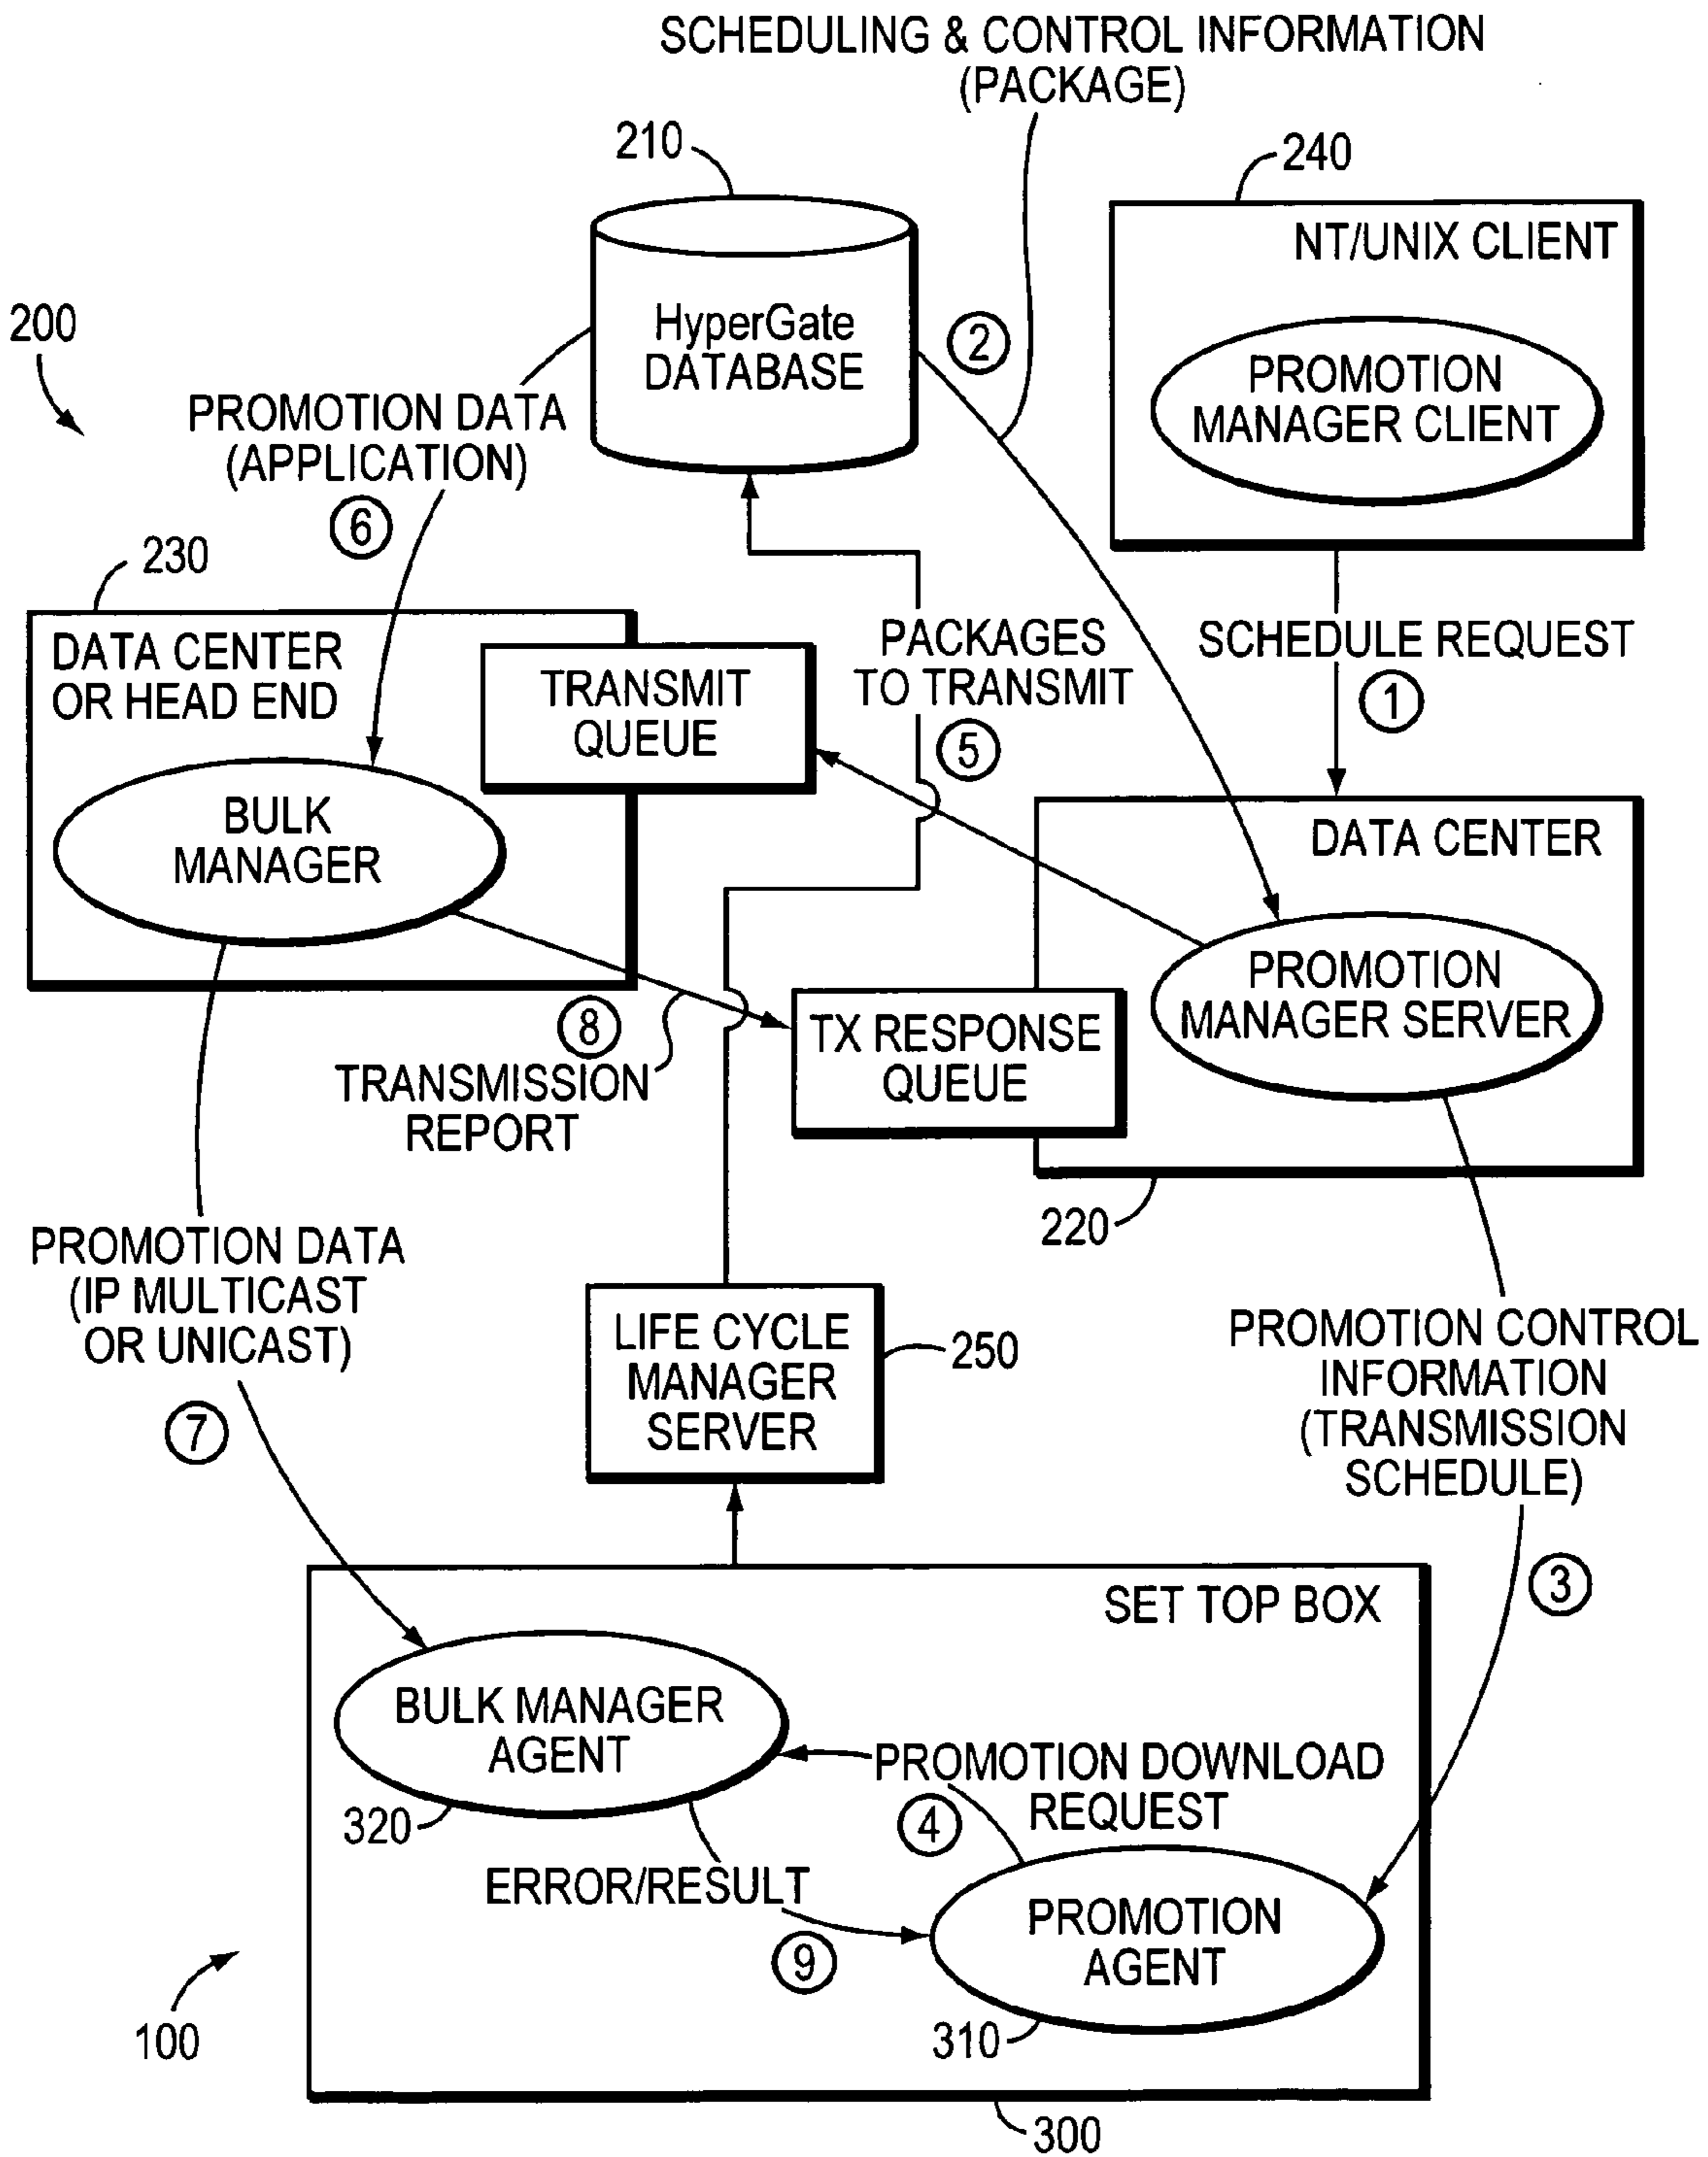 SCHEDULING & CONTROL INFORMATION
(PACKAGE)
210
240
NT/UNIX CLIENT
200
HyperGate
DATABASE
2
PROMOTION
MANAGER CLIENT
PROMOTION DATA
(APPLICATION)
6
230
DATA CENTER
OR HEAD END
TRANSMIT
QUEUE
PACKAGES
TO TRANSMIT
5
SCHEDULE REQUEST
1
BULK
MANAGER
DATA CENTER
PROMOTION
MANAGER SERVER
8
TX RESPONSE
QUEUE
TRANSMISSION
REPORT
220
PROMOTION DATA
(IP MULTICAST
OR UNICAST)
7
LIFE CYCLE
MANAGER
SERVER
250
PROMOTION CONTROL
INFORMATION
(TRANSMISSION
SCHEDULE)
3
SET TOP BOX
BULK MANAGER
AGENT
320
PROMOTION DOWNLOAD
REQUEST
4
ERROR/RESULT
9
PROMOTION
AGENT
310
100
300